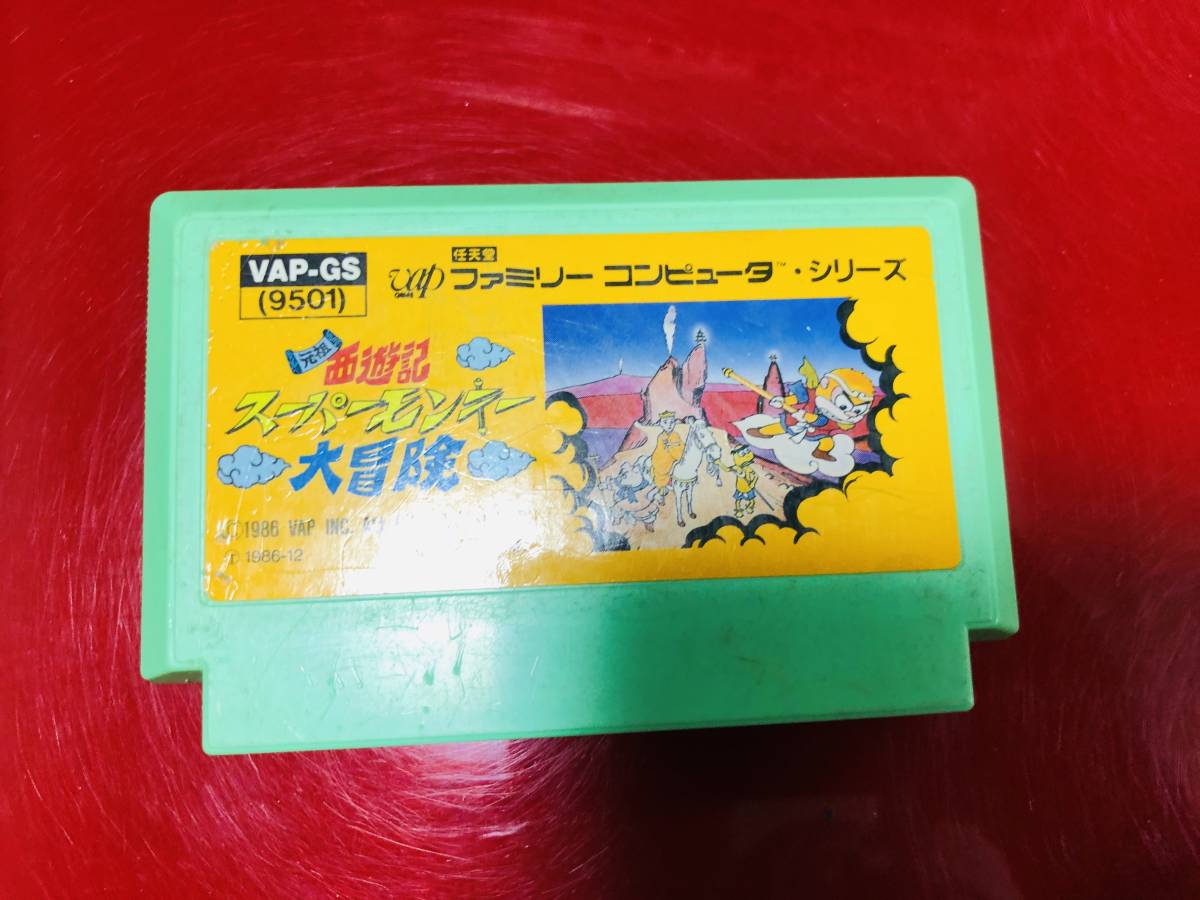 VAP-GS
(9501)
vap
任天堂
ファミリー コンピュータ™・シリーズ
元祖
西遊記
スーパーモンキー
大冒険
©1986 VAP INC.
℗ 1986-12